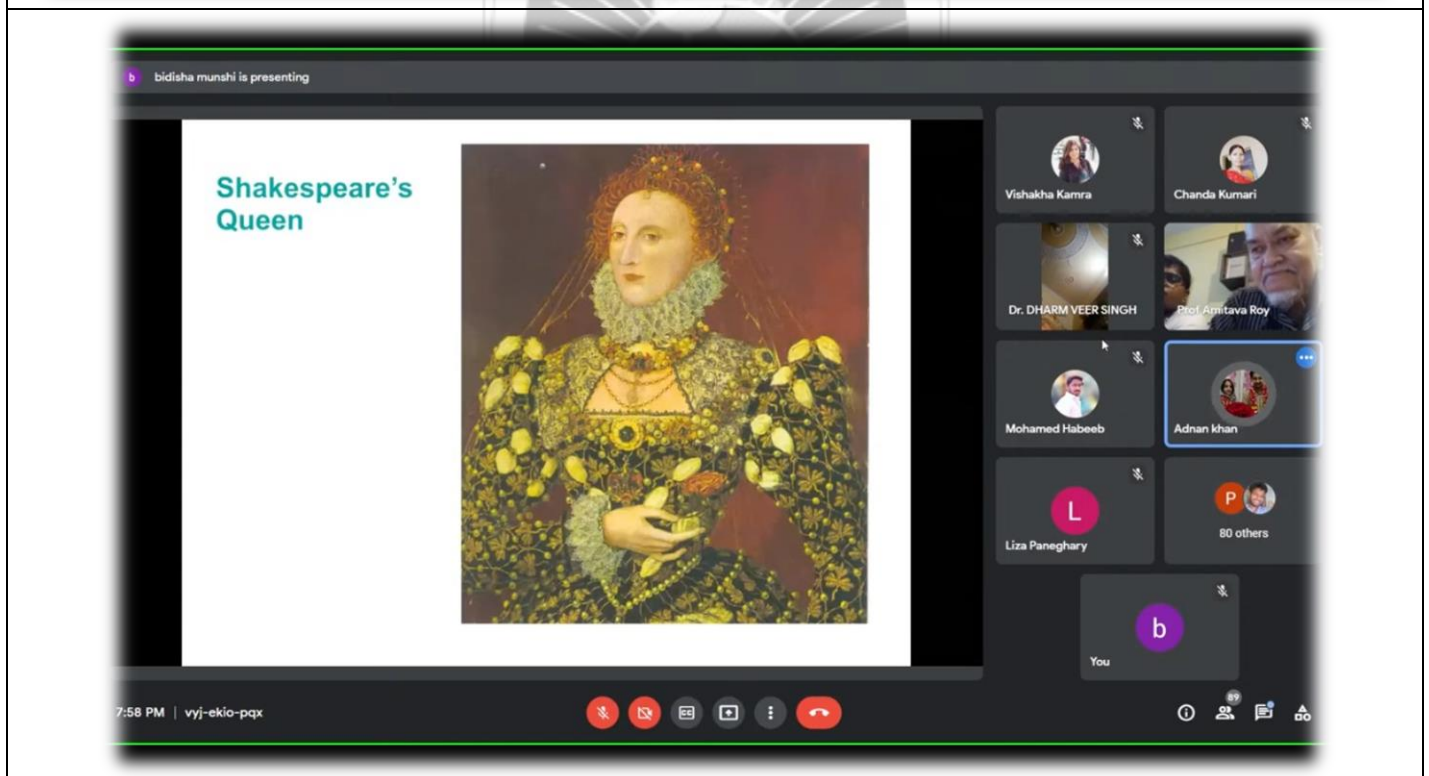 b bidisha munshi is presenting
Shakespeare's
Queen
Vishakha Kamra
Chanda Kumari
Dr. DHARM VEER SINGH
Prof Amitava Roy
Mohamed Habeeb
Adnan khan
L
Liza Paneghary
P
80 others
b
You
7:58 PM | vyj-ekio-pqx
CC
89